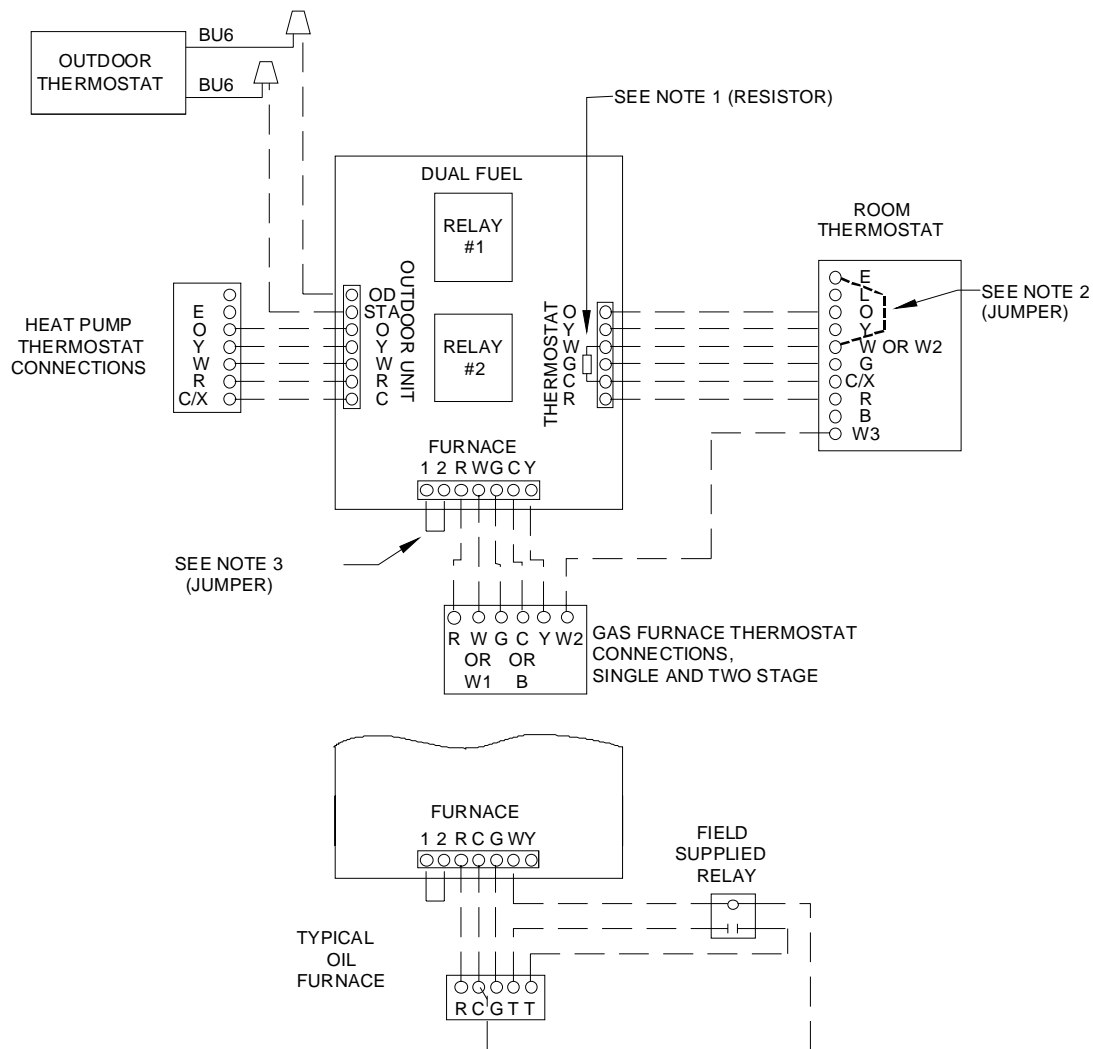 BU6
OUTDOOR
THERMOSTAT
BU6
SEE NOTE 1 (RESISTOR)
DUAL FUEL
RELAY
#1
RELAY
#2
ROOM
THERMOSTAT
E
L
O
Y
W OR W2
G
C/X
R
B
W3
SEE NOTE 2
(JUMPER)
HEAT PUMP
THERMOSTAT
CONNECTIONS
E
O
Y
W
R
C/X
OD
STA
O
Y
W
R
C
OUTDOOR UNIT
THERMOSTAT
O
Y
W
G
C
R
FURNACE
1 2 R W G C Y
SEE NOTE 3
(JUMPER)
R W G C Y W2
OR OR
W1 B
GAS FURNACE THERMOSTAT
CONNECTIONS,
SINGLE AND TWO STAGE
FURNACE
1 2 R C G W Y
FIELD
SUPPLIED
RELAY
TYPICAL
OIL
FURNACE
R C G T T